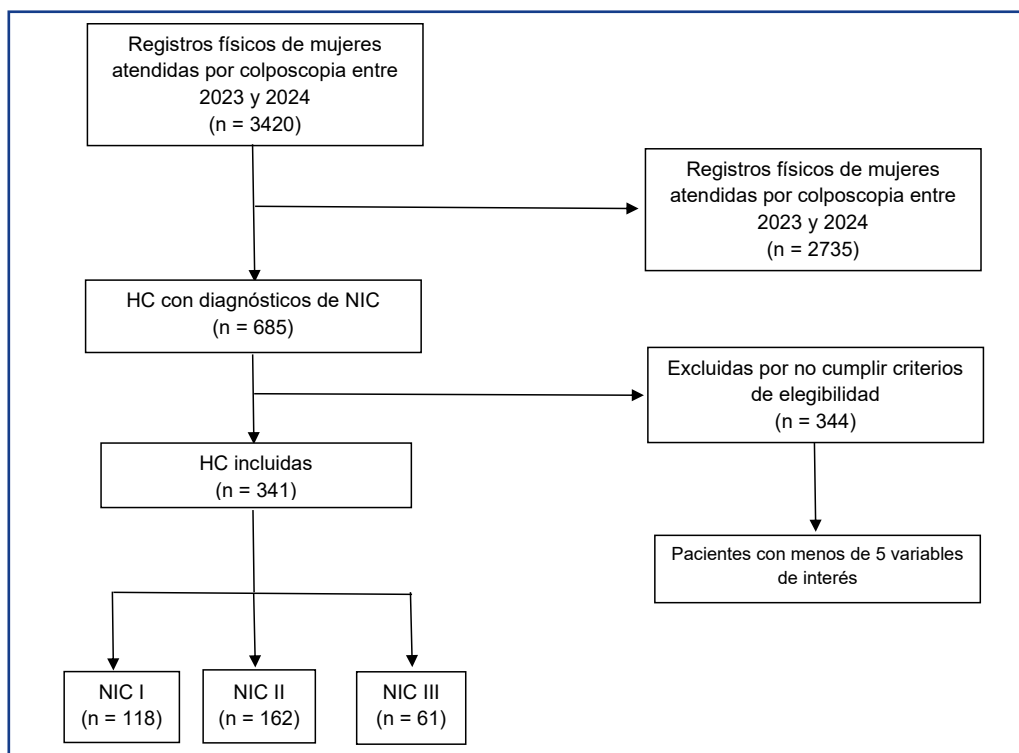 Registros físicos de mujeres
atendidas por colposcopia entre
2023 y 2024
(n = 3420)
Registros físicos de mujeres
atendidas por colposcopia entre
2023 y 2024
(n = 2735)
HC con diagnósticos de NIC
(n = 685)
Excluidas por no cumplir criterios
de elegibilidad
(n = 344)
HC incluidas
(n = 341)
Pacientes con menos de 5 variables
de interés
NIC I
(n = 118)
NIC II
(n = 162)
NIC III
(n = 61)